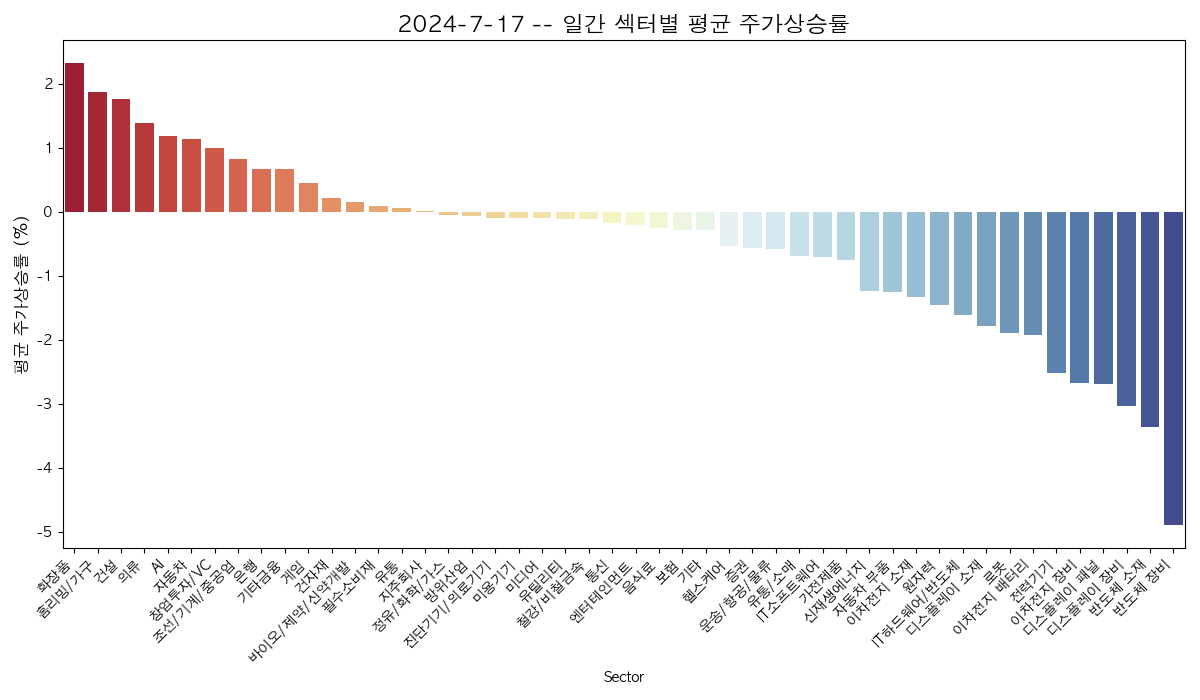 2024-7-17 -- 일간 섹터별 평균 주가상승률
평균 주가상승률 (%)
2
1
0
-1
-2
-3
-4
-5
화장품
홈리빙/가구
건설
의류
AI
자동차
창업투자/VC
조선/기계/중공업
은행
기타금융
게임
건자재
바이오/제약/신약개발
필수소비재
유통
지주회사
정유/화학/가스
방위산업
진단기기/의료기기
미용기기
미디어
유틸리티
철강/비철금속
통신
엔터테인먼트
음식료
보험
기타
헬스케어
증권
운송/항공/물류
유통/소매
IT소프트웨어
가전제품
신재생에너지
자동차 부품
이차전지 소재
원자력
IT하드웨어/반도체
디스플레이 소재
로봇
이차전지 배터리
전력기기
이차전지 장비
디스플레이 패널
디스플레이 장비
반도체 소재
반도체 장비
Sector